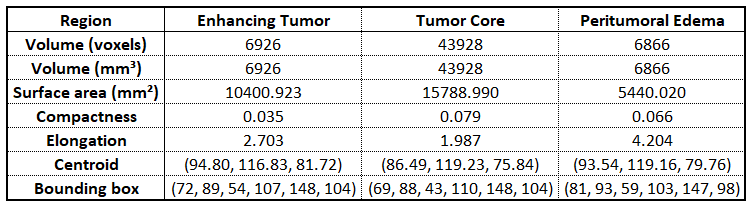 Region Enhancing Tumor Tumor Core Peritumoral Edema
Volume (voxels) 6926 43928 6866
Volume (mm³) 6926 43928 6866
Surface area (mm²) 10400.923 15788.990 5440.020
Compactness 0.035 0.079 0.066
Elongation 2.703 1.987 4.204
Centroid (94.80, 116.83, 81.72) (86.49, 119.23, 75.84) (93.54, 119.16, 79.76)
Bounding box (72, 89, 54, 107, 148, 104) (69, 88, 43, 110, 148, 104) (81, 93, 59, 103, 147, 98)